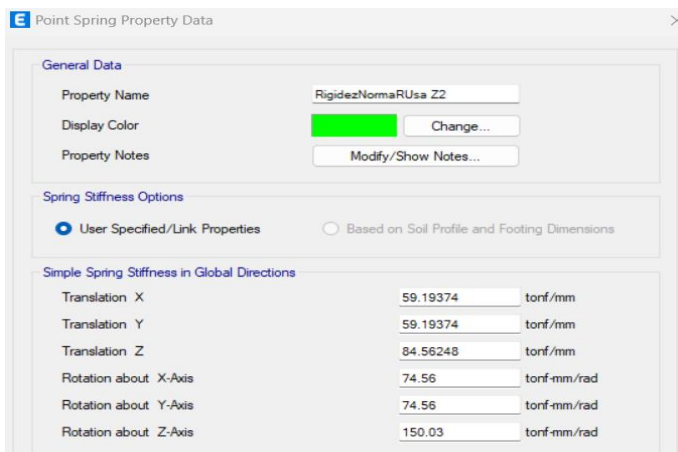 E Point Spring Property Data
General Data
Property Name RigidezNormaRUsa Z2
Display Color Change...
Property Notes Modify/Show Notes...
Spring Stiffness Options
User Specified/Link Properties Based on Soil Profile and Footing Dimensions
Simple Spring Stiffness in Global Directions
Translation X 59.19374 tonf/mm
Translation Y 59.19374 tonf/mm
Translation Z 84.56248 tonf/mm
Rotation about X-Axis 74.56 tonf-mm/rad
Rotation about Y-Axis 74.56 tonf-mm/rad
Rotation about Z-Axis 150.03 tonf-mm/rad